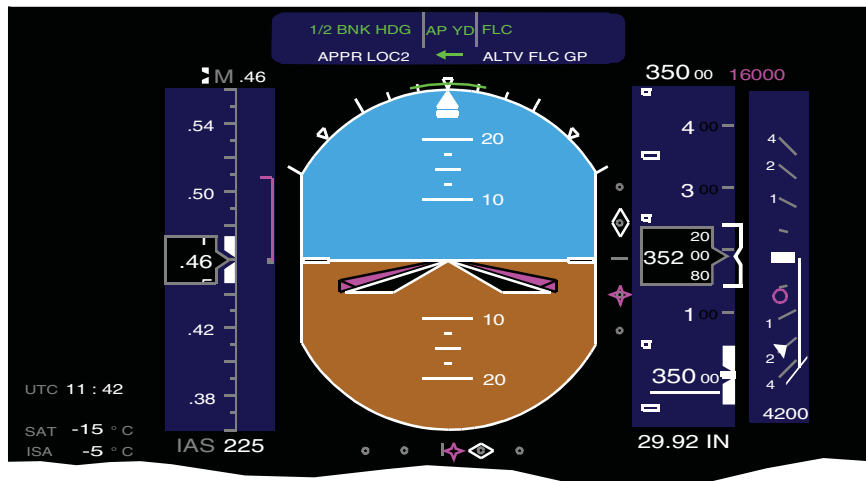 1/2 BNK HDG AP YD FLC
APPR LOC2 ← ALTV FLC GP
M .46
350 00 16000
.54
.50
.46
.42
.38
IAS 225
UTC 11 : 42
SAT -15 ° C
ISA -5 ° C
20
10
10
20
4 00
3 00
20
352 00
80
1 00
350 00
29.92 IN
4
2
1
1
2
4
4200